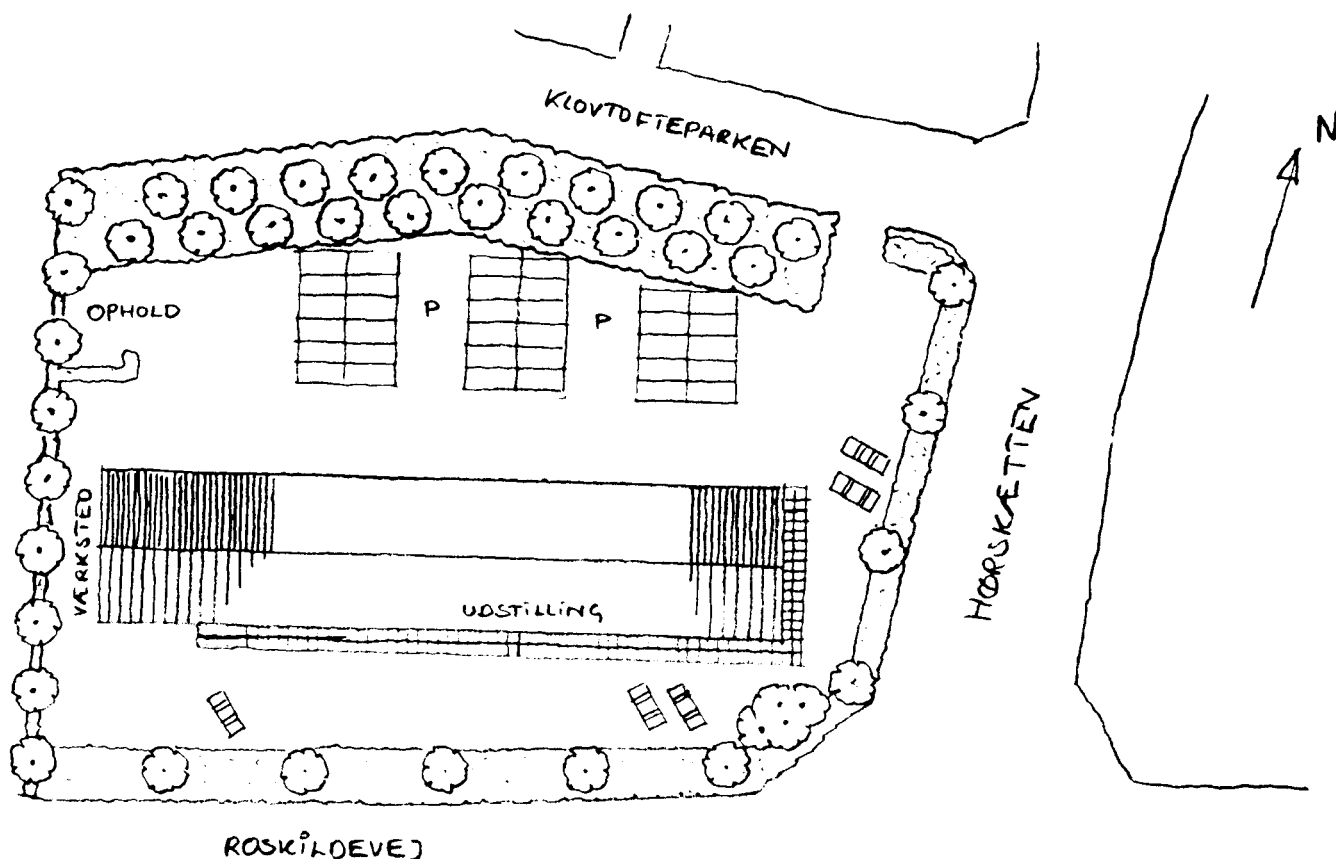 KLOVTOFTEPARKEN
N
OPHOLD
P
P
HØRSKÆTTEN
VÆRKSTED
UDSTILLING
ROSKILDEVEJ